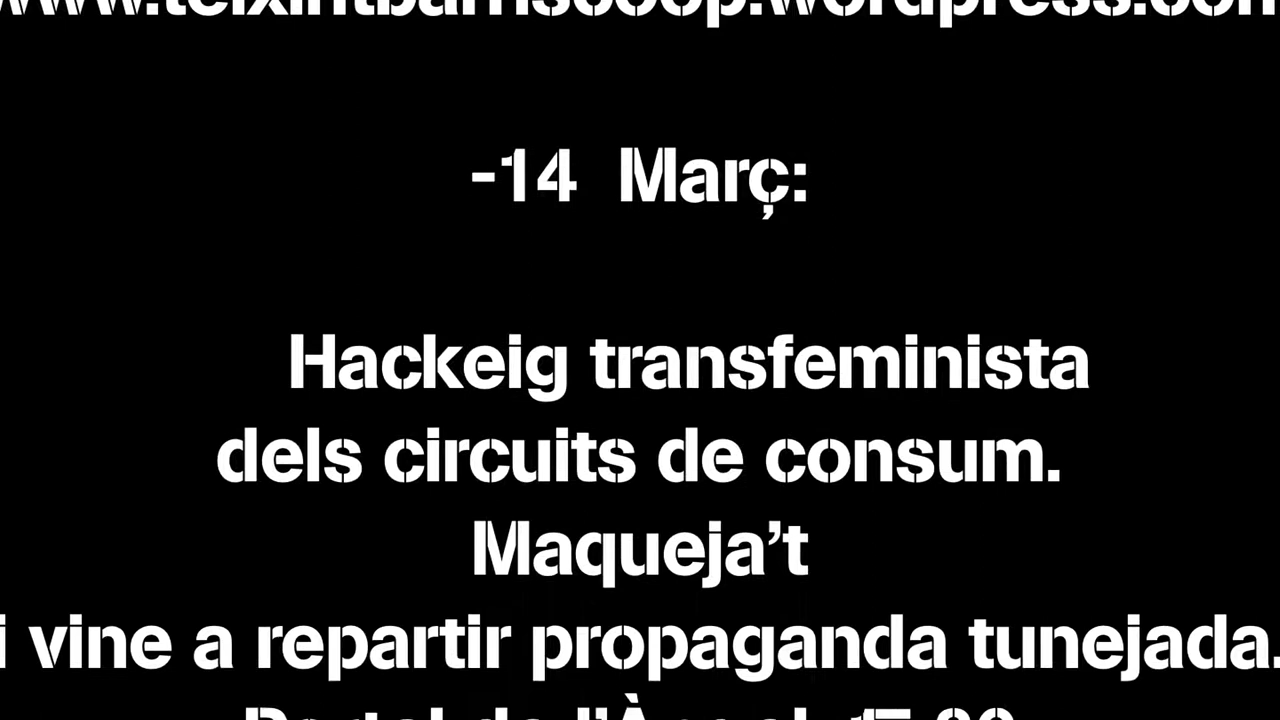 -14 Març:
Hackeig transfeminista
dels circuits de consum.
Maqueja’t
i vine a repartir propaganda tunejada.